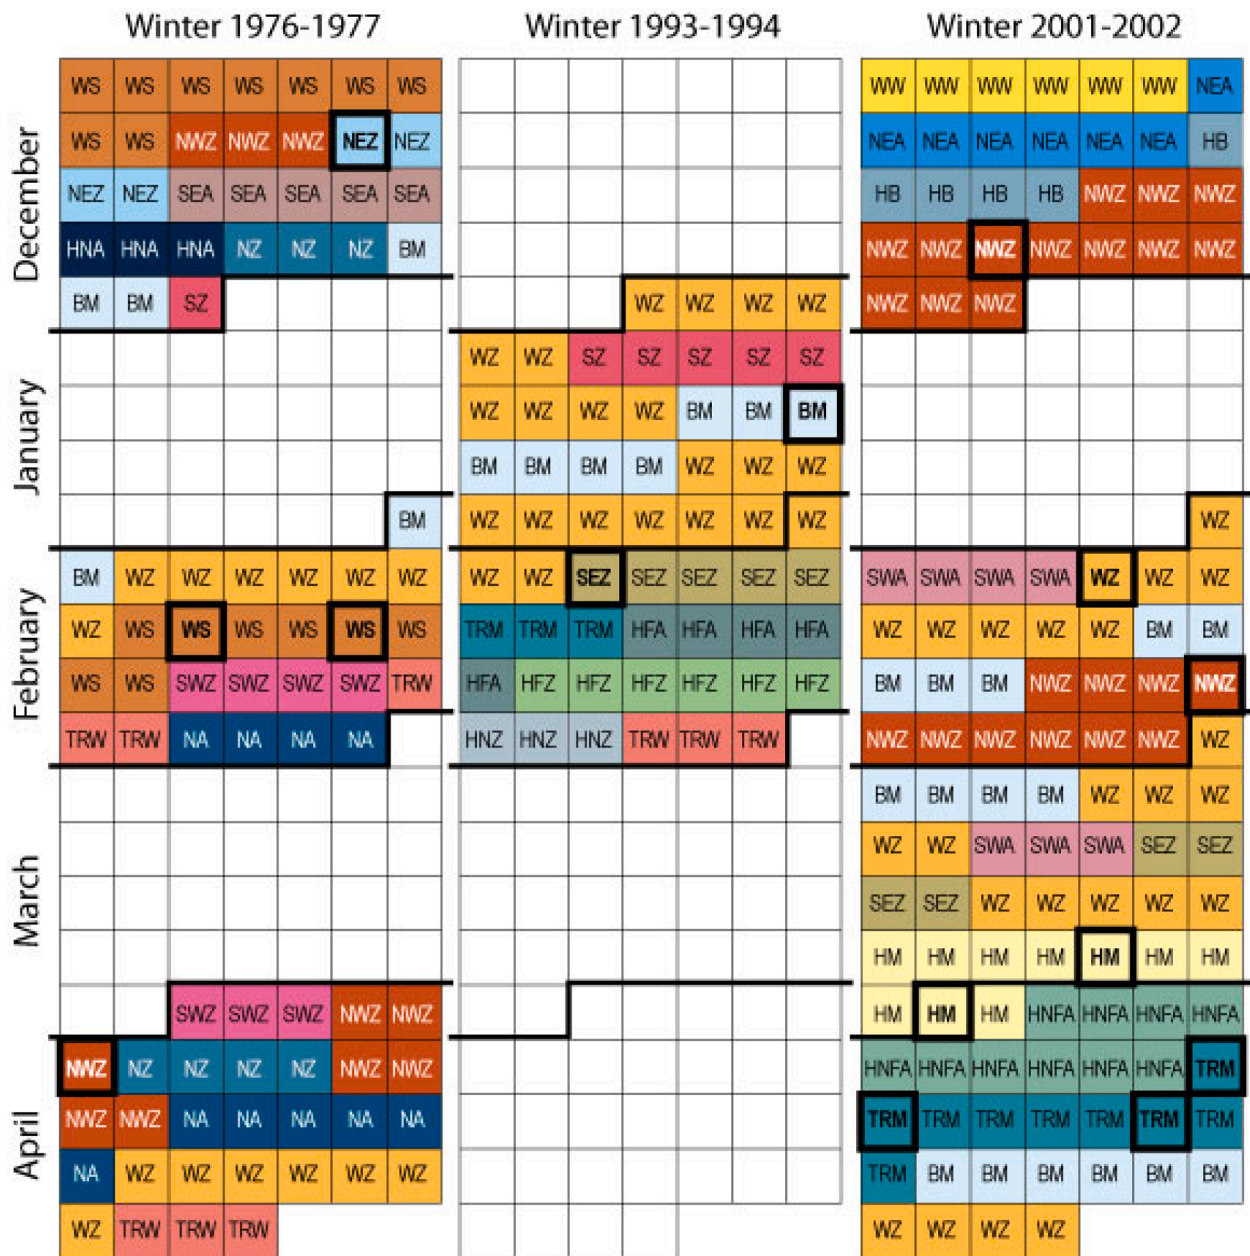 Winter 1976-1977 Winter 1993-1994 Winter 2001-2002
December
January
February
March
April
WS WS WS WS WS WS WS WW WW WW WW WW WW NEA
WS WS NWZ NWZ NWZ NEZ NEZ NEA NEA NEA NEA NEA NEA HB
NEZ NEZ SEA SEA SEA SEA SEA HB HB HB HB NWZ NWZ NWZ
HNA HNA HNA NZ NZ NZ BM NWZ NWZ NWZ NWZ NWZ NWZ NWZ
BM BM SZ WZ WZ WZ WZ NWZ NWZ NWZ
WZ WZ SZ SZ SZ SZ SZ
WZ WZ WZ WZ BM BM BM
BM BM BM BM WZ WZ WZ
BM WZ WZ WZ WZ WZ WZ WZ WZ
BM WZ WZ WZ WZ WZ WZ WZ WZ SEZ SEZ SEZ SEZ SEZ SWA SWA SWA SWA WZ WZ WZ
WZ WS WS WS WS WS WS TRM TRM TRM HFA HFA HFA HFA WZ WZ WZ WZ WZ BM BM
WS WS SWZ SWZ SWZ SWZ TRW HFA HFZ HFZ HFZ HFZ HFZ HFZ BM BM BM NWZ NWZ NWZ NWZ
TRW TRW NA NA NA NA HNZ HNZ HNZ TRW TRW TRW NWZ NWZ NWZ NWZ NWZ NWZ WZ
BM BM BM BM WZ WZ WZ
WZ WZ SWA SWA SWA SEZ SEZ
SEZ SEZ WZ WZ WZ WZ WZ
HM HM HM HM HM HM HM
SWZ SWZ SWZ NWZ NWZ HM HM HM HNFA HNFA HNFA HNFA
NWZ NZ NZ NZ NZ NWZ NWZ HNFA HNFA HNFA HNFA HNFA HNFA TRM
NWZ NWZ NA NA NA NA NA TRM TRM TRM TRM TRM TRM TRM
NA WZ WZ WZ WZ WZ WZ TRM BM BM BM BM BM BM
WZ TRW TRW TRW WZ WZ WZ WZ